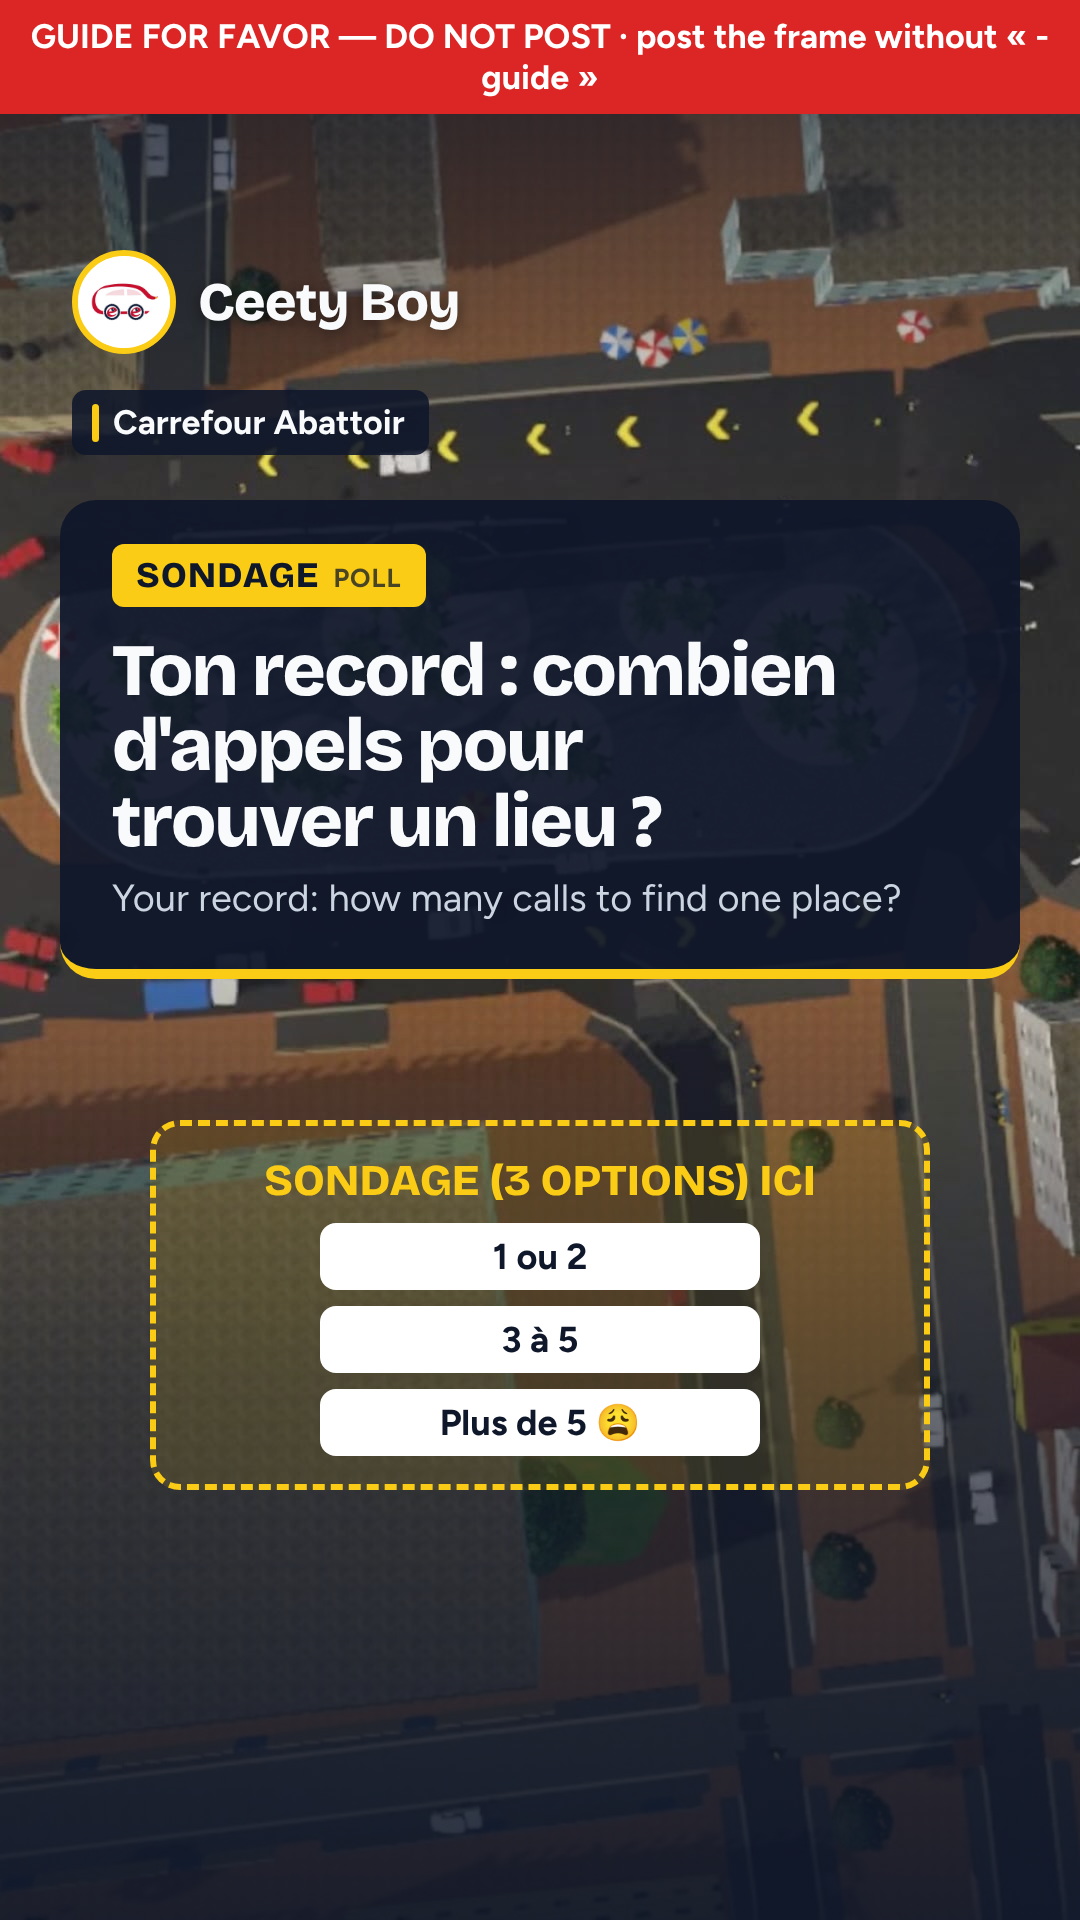 GUIDE FOR FAVOR — DO NOT POST · post the frame without « -
guide »
Ceety Boy
Carrefour Abattoir
SONDAGE POLL
Ton record : combien
d'appels pour
trouver un lieu ?
Your record: how many calls to find one place?
SONDAGE (3 OPTIONS) ICI
1 ou 2
3 à 5
Plus de 5 😩